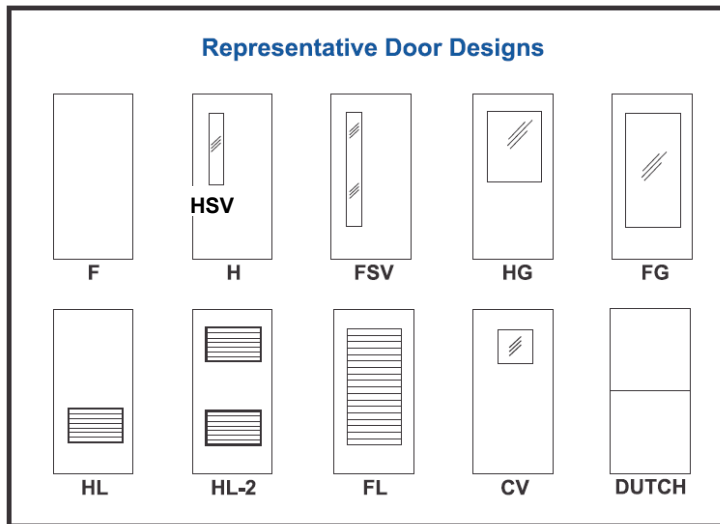 Representative Door Designs
HSV
F H FSV HG FG
HL HL-2 FL CV DUTCH